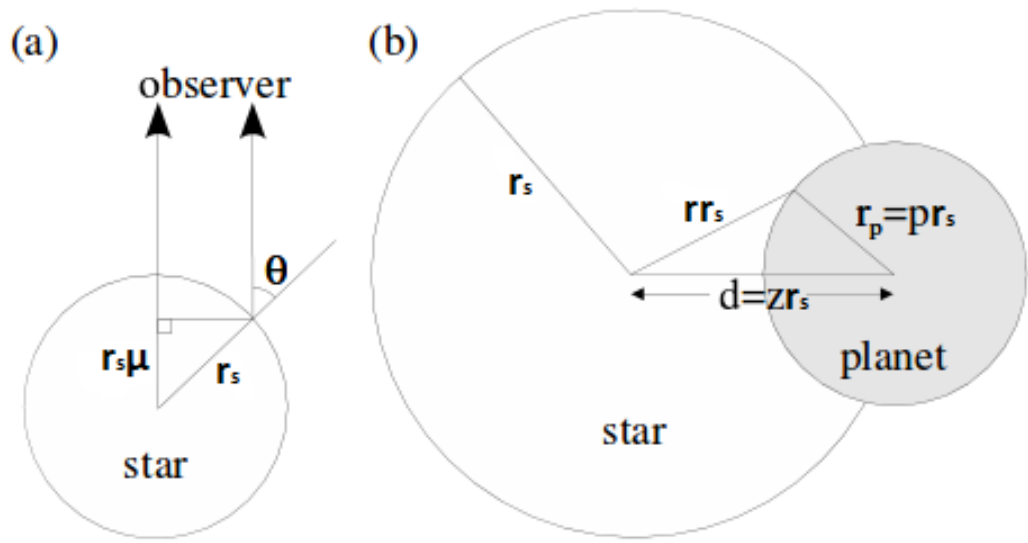 (a)
observer
θ
rₛμ
rₛ
star
(b)
rₛ
rrₛ
rₚ=prₛ
d=zrₛ
planet
star